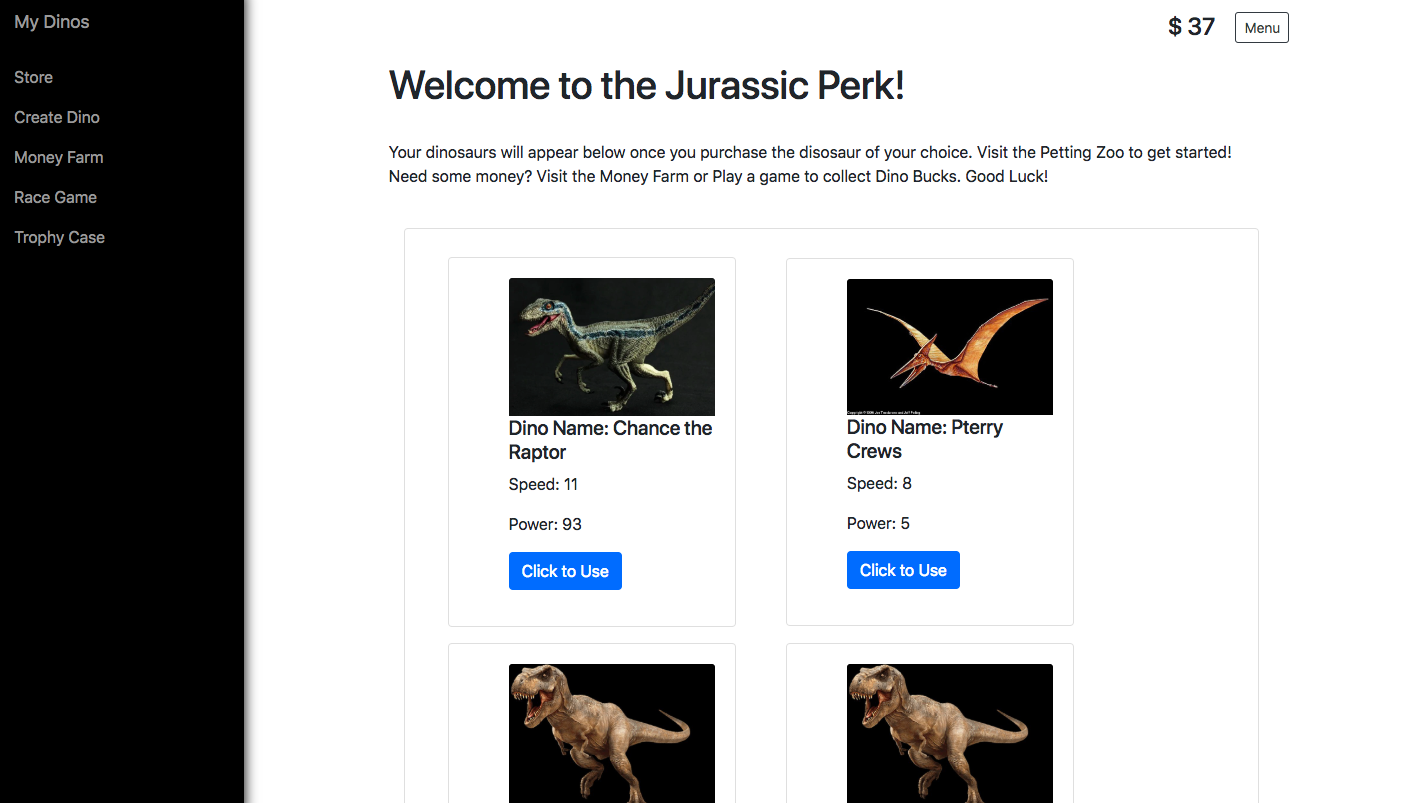 My Dinos
Store
Create Dino
Money Farm
Race Game
Trophy Case
$ 37
Menu
Welcome to the Jurassic Perk!
Your dinosaurs will appear below once you purchase the disosaur of your choice. Visit the Petting Zoo to get started!
Need some money? Visit the Money Farm or Play a game to collect Dino Bucks. Good Luck!
Dino Name: Chance the
Raptor
Speed: 11
Power: 93
Click to Use
Dino Name: Pterry
Crews
Speed: 8
Power: 5
Click to Use